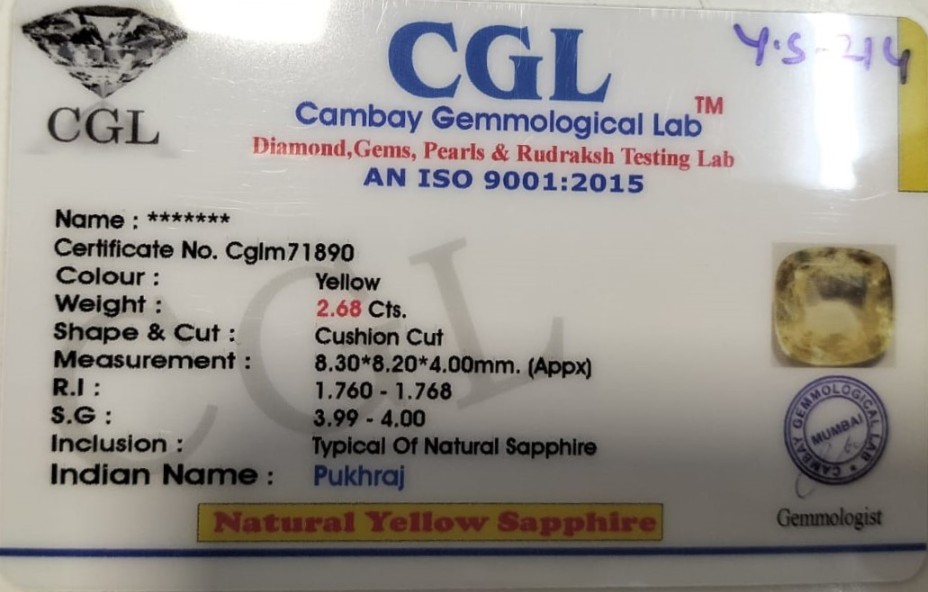 CGL
Y.S-214
CGL
Cambay Gemmological Lab TM
Diamond,Gems, Pearls & Rudraksh Testing Lab
AN ISO 9001:2015
Name : *******
Certificate No. Cglm71890
Colour : Yellow
Weight : 2.68 Cts.
Shape & Cut : Cushion Cut
Measurement : 8.30*8.20*4.00mm. (Appx)
R.I : 1.760 - 1.768
S.G : 3.99 - 4.00
Inclusion : Typical Of Natural Sapphire
Indian Name : Pukhraj
CGL
CAMBAY GEMMOLOGICAL LAB
MUMBAI
Gemmologist
Natural Yellow Sapphire